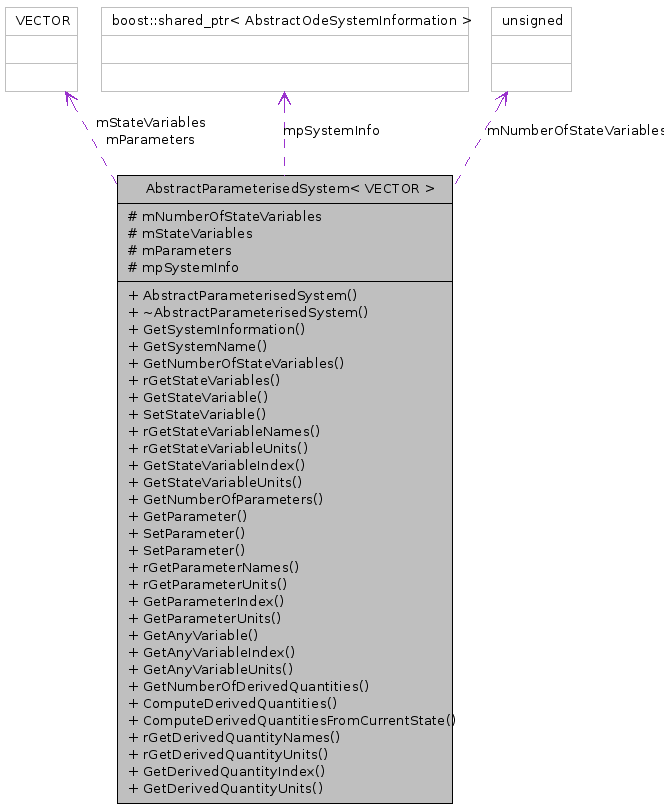 VECTOR
boost::shared_ptr< AbstractOdeSystemInformation >
unsigned
mStateVariables
mParameters
mpSystemInfo
mNumberOfStateVariables
AbstractParameterisedSystem< VECTOR >
# mNumberOfStateVariables
# mStateVariables
# mParameters
# mpSystemInfo
+ AbstractParameterisedSystem()
+ ~AbstractParameterisedSystem()
+ GetSystemInformation()
+ GetSystemName()
+ GetNumberOfStateVariables()
+ rGetStateVariables()
+ GetStateVariable()
+ SetStateVariable()
+ rGetStateVariableNames()
+ rGetStateVariableUnits()
+ GetStateVariableIndex()
+ GetStateVariableUnits()
+ GetNumberOfParameters()
+ GetParameter()
+ SetParameter()
+ SetParameter()
+ rGetParameterNames()
+ rGetParameterUnits()
+ GetParameterIndex()
+ GetParameterUnits()
+ GetAnyVariable()
+ GetAnyVariableIndex()
+ GetAnyVariableUnits()
+ GetNumberOfDerivedQuantities()
+ ComputeDerivedQuantities()
+ ComputeDerivedQuantitiesFromCurrentState()
+ rGetDerivedQuantityNames()
+ rGetDerivedQuantityUnits()
+ GetDerivedQuantityIndex()
+ GetDerivedQuantityUnits()